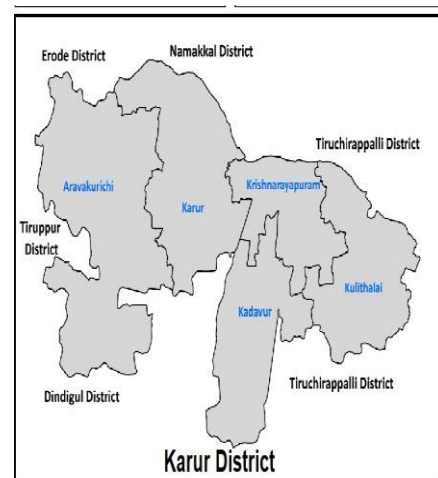 Namakkal District
Erode District
Tiruchirappalli District
Aravakurichi
Krishnarayapuram
Karur
Tiruppur
District
Kulithalai
Kadavur
Dindigul District
Tiruchirappalli District
Karur District